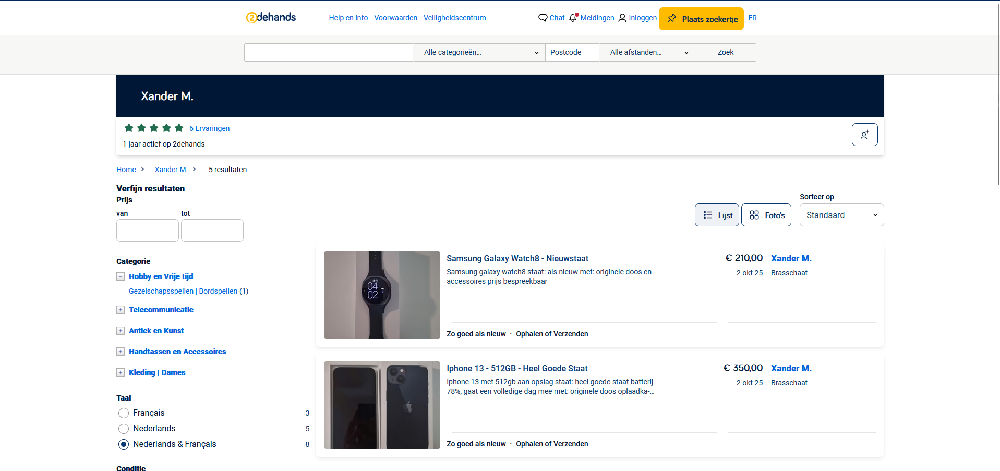 2dehands
Help en info Voorwaarden Veiligheidscentrum
Chat Meldingen Inloggen Plaats zoekertje FR
Alle categorieën... Postcode Alle afstanden... Zoek
Xander M.
6 Ervaringen
1 jaar actief op 2dehands
Home Xander M. 5 resultaten
Verfijn resultaten
Prijs
van tot
Categorie
Hobby en Vrije tijd
Gezelschapsspellen | Bordspellen (1)
Telecommunicatie
Antiek en Kunst
Handtassen en Accessoires
Kleding | Dames
Taal
Français 3
Nederlands 5
Nederlands & Français 8
Conditie
Sorteer op
Lijst Foto's Standaard
04
02
Samsung Galaxy Watch8 - Nieuwstaat
Samsung galaxy watch8 staat: als nieuw met: originele doos en
accessoires prijs bespreekbaar
€ 210,00 Xander M.
2 okt 25 Brasschaat
Zo goed als nieuw · Ophalen of Verzenden
Iphone 13 - 512GB - Heel Goede Staat
Iphone 13 met 512gb aan opslag staat: heel goede staat batterij
78%, gaat een volledige dag mee met: originele doos oplaadka-...
€ 350,00 Xander M.
2 okt 25 Brasschaat
Zo goed als nieuw · Ophalen of Verzenden